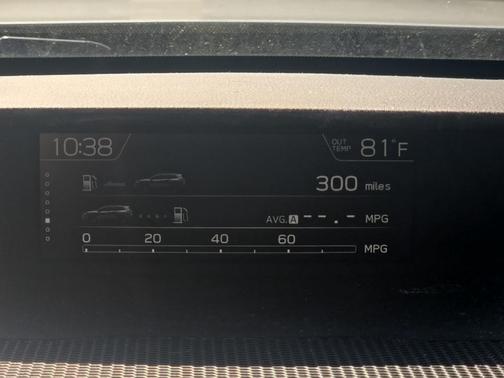 10:38
OUT TEMP 81°F
300 miles
AVG. A --.- MPG
0 20 40 60
MPG